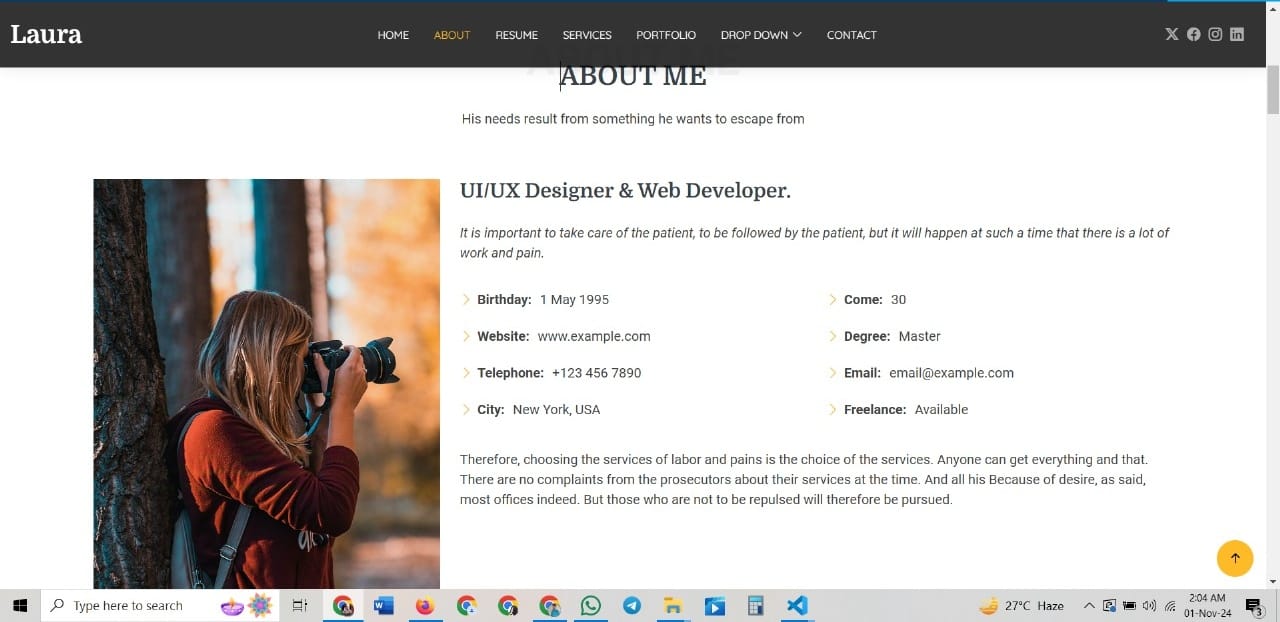 Laura
HOME ABOUT RESUME SERVICES PORTFOLIO DROP DOWN CONTACT
ABOUT ME
ABOUT ME
His needs result from something he wants to escape from
UI/UX Designer & Web Developer.
It is important to take care of the patient, to be followed by the patient, but it will happen at such a time that there is a lot of
work and pain.
Birthday: 1 May 1995
Website: www.example.com
Telephone: +123 456 7890
City: New York, USA
Come: 30
Degree: Master
Email: email@example.com
Freelance: Available
Therefore, choosing the services of labor and pains is the choice of the services. Anyone can get everything and that.
There are no complaints from the prosecutors about their services at the time. And all his Because of desire, as said,
most offices indeed. But those who are not to be repulsed will therefore be pursued.
Type here to search
27°C Haze
2:04 AM
01-Nov-24
3